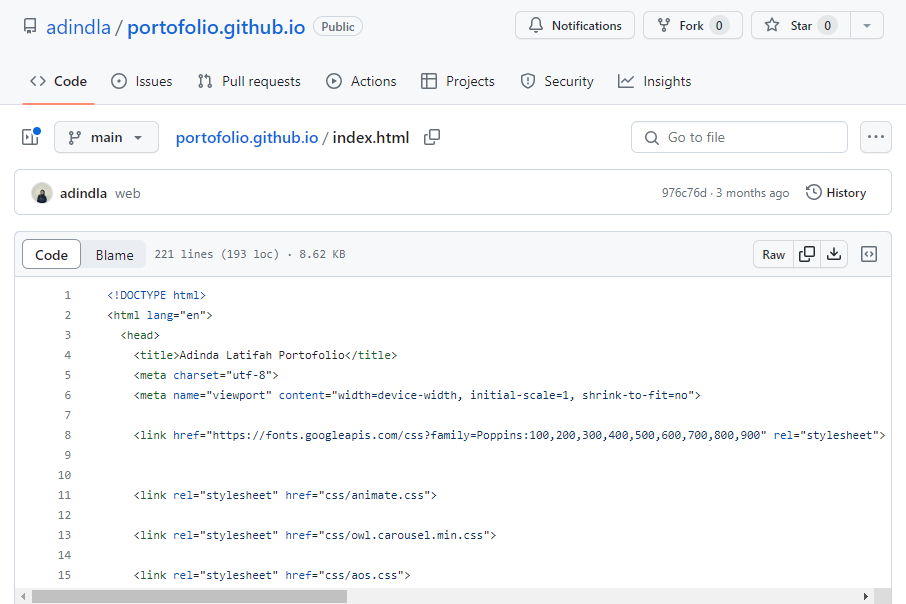 adindla / portofolio.github.io Public Notifications Fork 0 Star 0
Code Issues Pull requests Actions Projects Security Insights
main portofolio.github.io / index.html Go to file
adindla web 976c76d · 3 months ago History
Code Blame 221 lines (193 loc) · 8.62 KB Raw
1 <!DOCTYPE html>
2 <html lang="en">
3 <head>
4 <title>Adinda Latifah Portofolio</title>
5 <meta charset="utf-8">
6 <meta name="viewport" content="width=device-width, initial-scale=1, shrink-to-fit=no">
7
8 <link href="https://fonts.googleapis.com/css?family=Poppins:100,200,300,400,500,600,700,800,900" rel="stylesheet">
9
10
11 <link rel="stylesheet" href="css/animate.css">
12
13 <link rel="stylesheet" href="css/owl.carousel.min.css">
14
15 <link rel="stylesheet" href="css/aos.css">